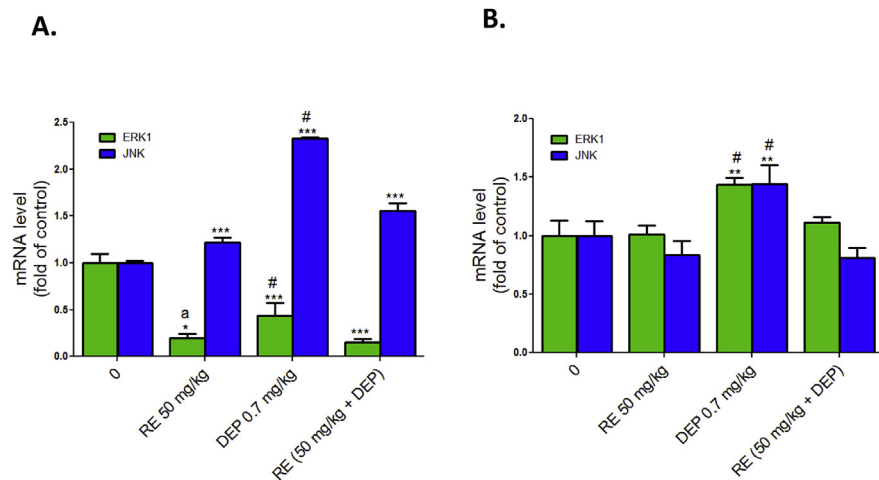 A.
mRNA level
(fold of control)
2.5
2.0
1.5
1.0
0.5
0.0
ERK1
JNK
a
*
***
#
***
#
***
***
***
0
RE 50 mg/kg
DEP 0.7 mg/kg
RE (50 mg/kg + DEP)
B.
mRNA level
(fold of control)
2.0
1.5
1.0
0.5
0.0
ERK1
JNK
#
**
#
**
0
RE 50 mg/kg
DEP 0.7 mg/kg
RE (50 mg/kg + DEP)